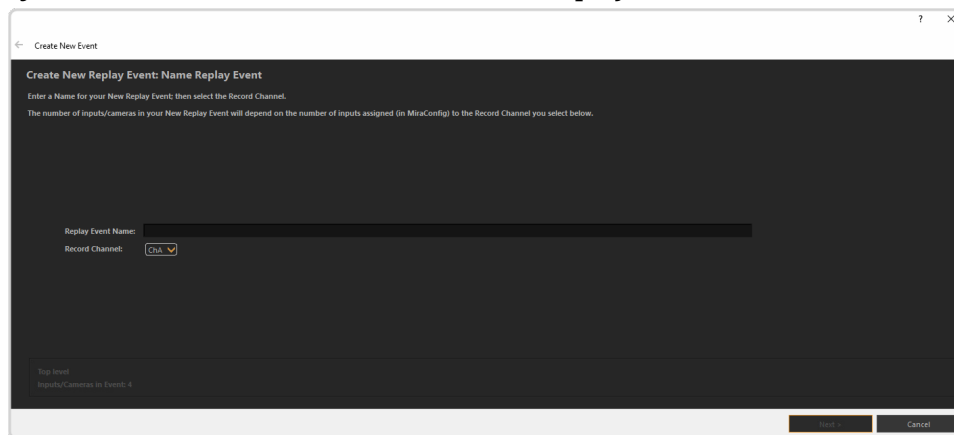 ?
Create New Event
Create New Replay Event: Name Replay Event
Enter a Name for your New Replay Event; then select the Record Channel.
The number of inputs/cameras in your New Replay Event will depend on the number of inputs assigned (in MiraConfig) to the Record Channel you select below.
Replay Event Name:
Record Channel: ChA
Top level
Inputs/Cameras in Event: 4
Next > Cancel